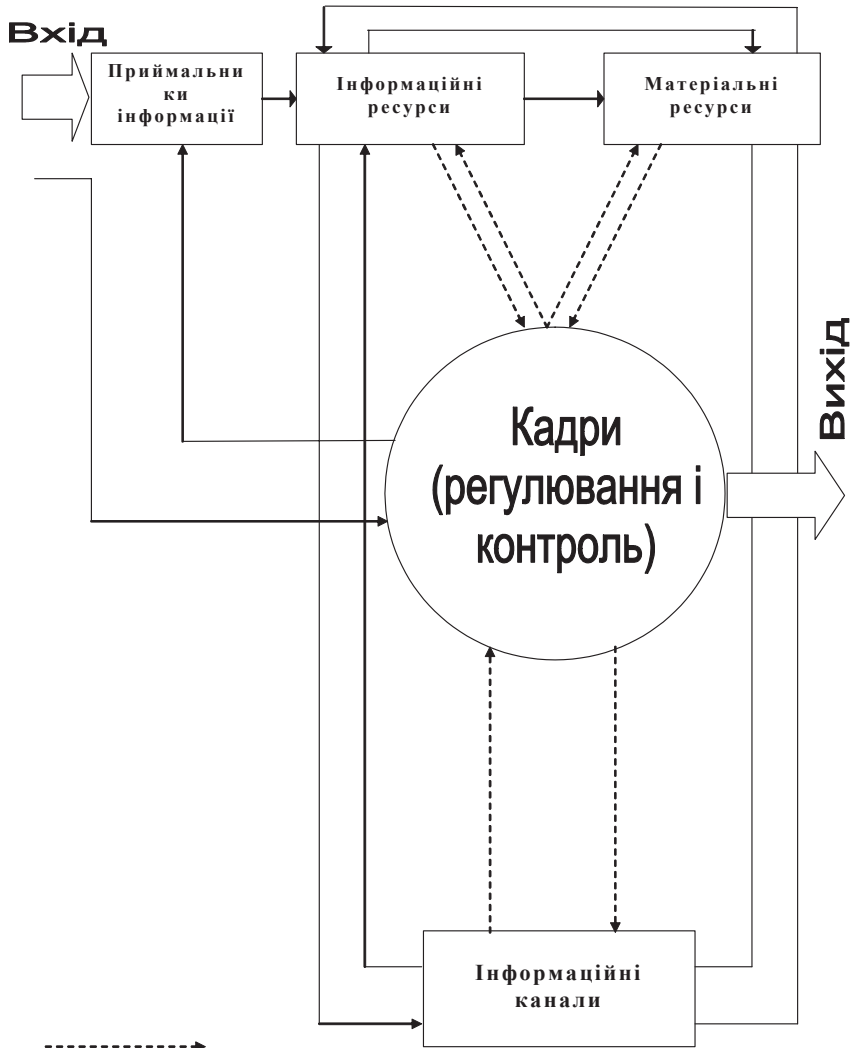 Вхід
Приймальни
ки
інформації
Інформаційні
ресурси
Матеріальні
ресурси
Кадри
(регулювання і
контроль)
Вихід
Інформаційні
канали